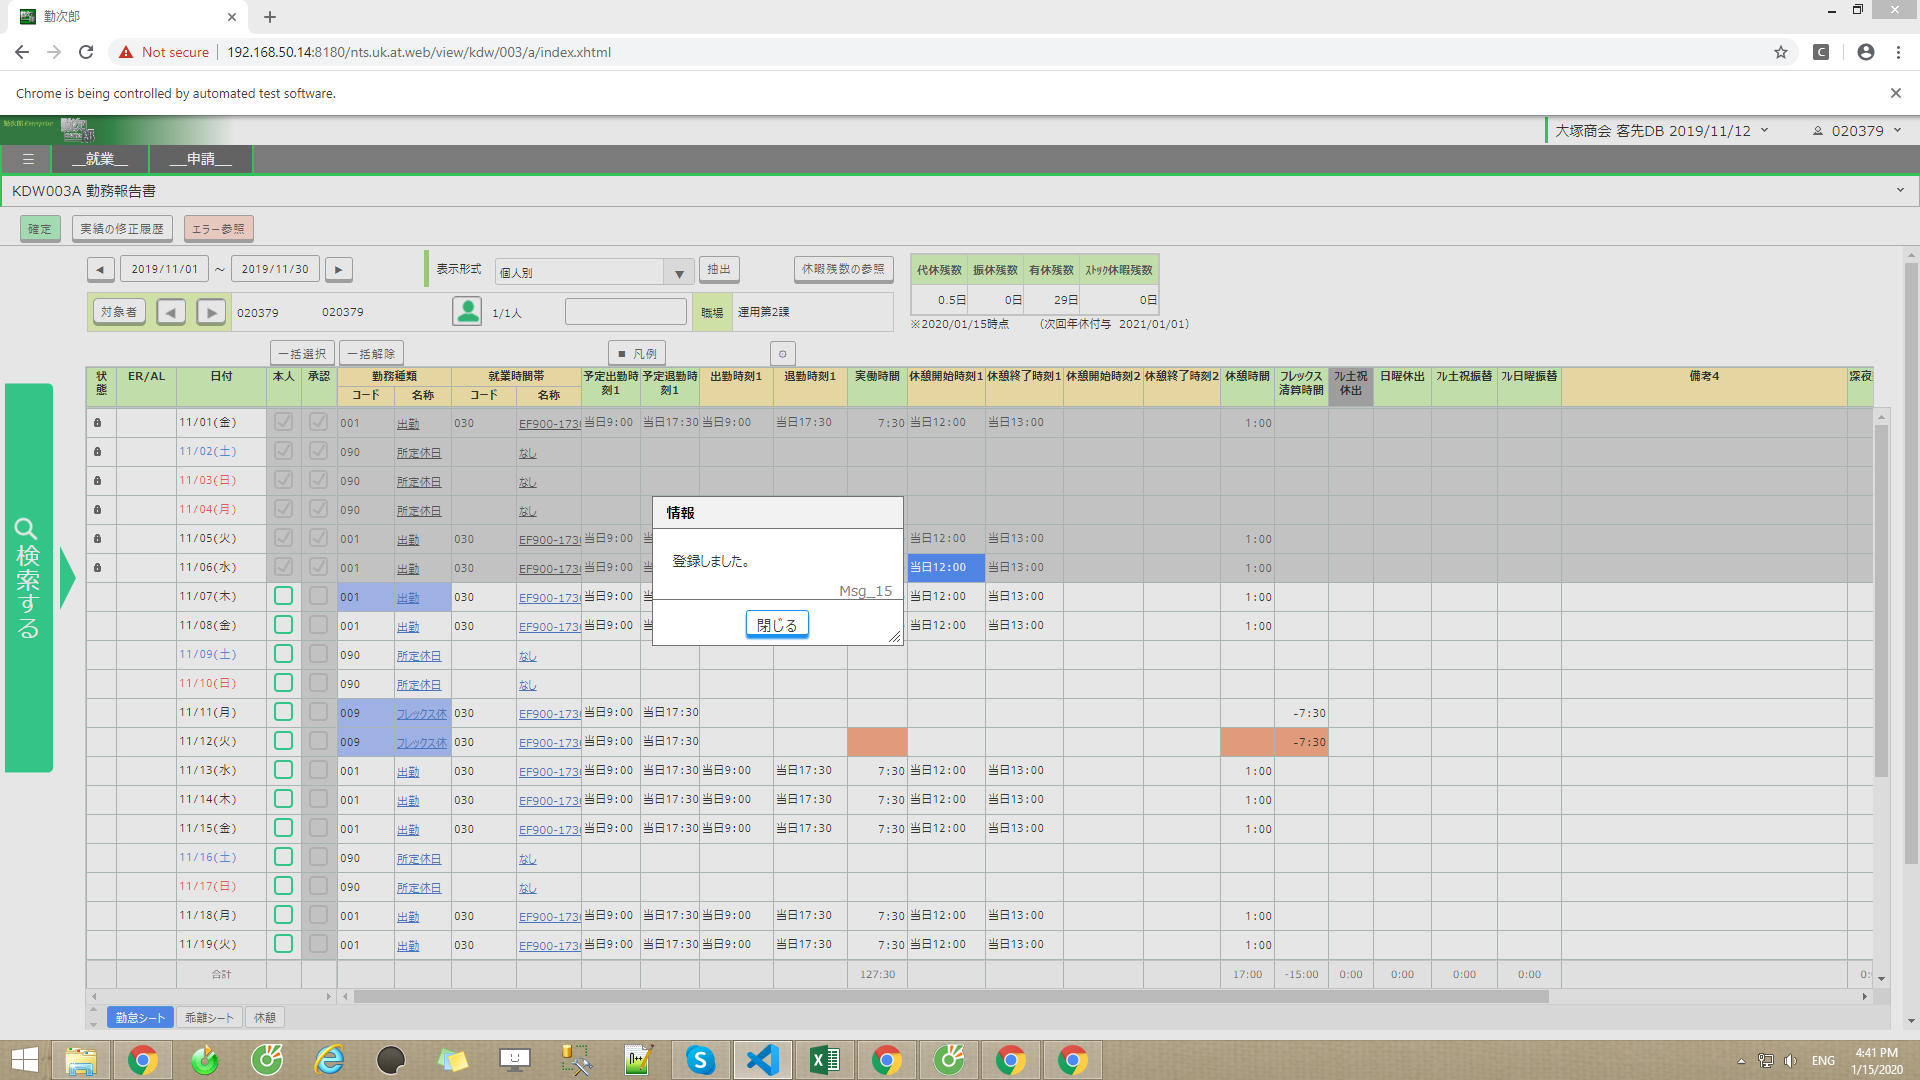 勤次郎
Not secure 192.168.50.14:8180/nts.uk.at.web/view/kdw/003/a/index.xhtml
Chrome is being controlled by automated test software.
大塚商会 客先DB 2019/11/12 020379
__就業__ __申請__
KDW003A 勤務報告書
確定 実績の修正履歴 エラー参照
2019/11/01 ～ 2019/11/30 表示形式 個人別 抽出 休暇残数の参照
代休残数 振休残数 有休残数 ｽﾄｯｸ休暇残数
0.5日 0日 29日 0日
対象者 020379 020379 1/1人 職場 運用第2課
※2020/01/15時点 (次回年休付与 2021/01/01)
一括選択 一括解除 ■ 凡例
状態 ER/AL 日付 本人 承認 勤務種類 就業時間帯 予定出勤時刻1 予定退勤時刻1 出勤時刻1 退勤時刻1 実働時間 休憩開始時刻1 休憩終了時刻1 休憩開始時刻2 休憩終了時刻2 休憩時間 フレックス清算時間 フル土祝休出 日曜休出 フル土祝振替 フル日曜振替 備考4 深夜
コード 名称 コード 名称
11/01(金) 001 出勤 030 EF900-173 当日9:00 当日17:30 当日9:00 当日17:30 7:30 当日12:00 当日13:00 1:00
11/02(土) 090 所定休日 なし
11/03(日) 090 所定休日 なし
11/04(月) 090 所定休日 なし
11/05(火) 001 出勤 030 EF900-173 当日9:00 当日12:00 当日13:00 1:00
11/06(水) 001 出勤 030 EF900-173 当日9:00 当日12:00 当日13:00 1:00
11/07(木) 001 出勤 030 EF900-173 当日9:00 当日12:00 当日13:00 1:00
11/08(金) 001 出勤 030 EF900-173 当日9:00 当日12:00 当日13:00 1:00
11/09(土) 090 所定休日 なし
11/10(日) 090 所定休日 なし
11/11(月) 009 フレックス休 030 EF900-173 当日9:00 当日17:30 -7:30
11/12(火) 009 フレックス休 030 EF900-173 当日9:00 当日17:30 -7:30
11/13(水) 001 出勤 030 EF900-173 当日9:00 当日17:30 当日9:00 当日17:30 7:30 当日12:00 当日13:00 1:00
11/14(木) 001 出勤 030 EF900-173 当日9:00 当日17:30 当日9:00 当日17:30 7:30 当日12:00 当日13:00 1:00
11/15(金) 001 出勤 030 EF900-173 当日9:00 当日17:30 当日9:00 当日17:30 7:30 当日12:00 当日13:00 1:00
11/16(土) 090 所定休日 なし
11/17(日) 090 所定休日 なし
11/18(月) 001 出勤 030 EF900-173 当日9:00 当日17:30 当日9:00 当日17:30 7:30 当日12:00 当日13:00 1:00
11/19(火) 001 出勤 030 EF900-173 当日9:00 当日17:30 当日9:00 当日17:30 7:30 当日12:00 当日13:00 1:00
合計 127:30 17:00 -15:00 0:00 0:00 0:00 0:00 0:
検索する
情報
登録しました。
Msg_15
閉じる
勤怠シート 乖離シート 休憩
ENG 4:41 PM
1/15/2020